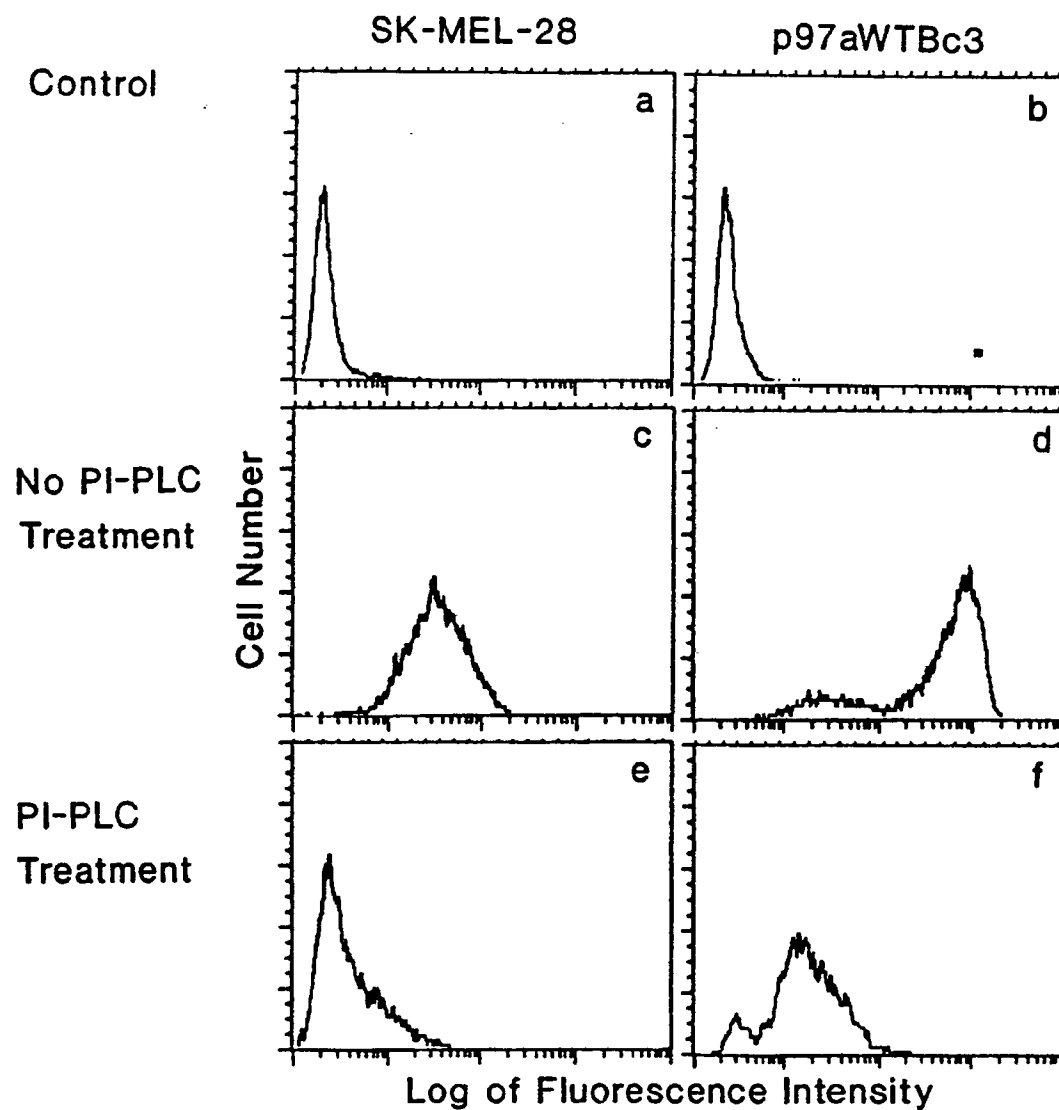 SK-MEL-28
p97aWTBc3
Control
a
b
No PI-PLC
Treatment
c
d
Cell Number
PI-PLC
Treatment
e
f
Log of Fluorescence Intensity